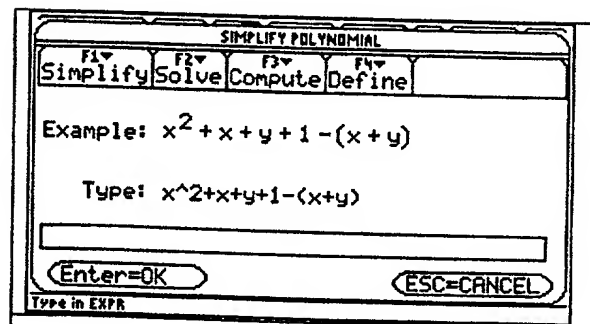 SIMPLIFY POLYNOMIAL
F1▼ F2▼ F3▼ F4▼
Simplify Solve Compute Define
Example: x² + x + y + 1 - (x + y)
Type: x^2+x+y+1-(x+y)
Enter=OK ESC=CANCEL
Type in EXPR